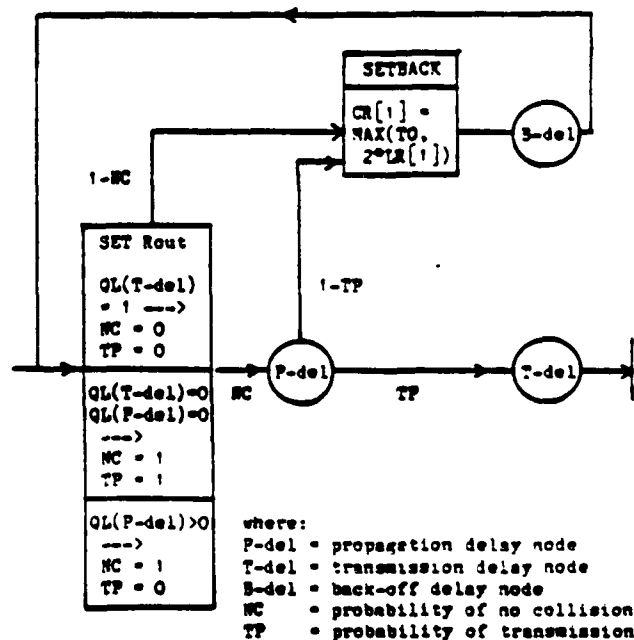 SETBACK
CR[1] =
MAX(TO,
2*LR[1])
B-del
1-NC
SET Rout
QL(T-del)
= 1 --->
NC = 0
TP = 0
1-TP
NC
P-del
TP
T-del
QL(T-del)=0
QL(P-del)=0
--->
NC = 1
TP = 1
QL(P-del)>0
--->
NC = 1
TP = 0
where:
P-del = propagation delay node
T-del = transmission delay node
B-del = back-off delay node
NC = probability of no collision
TP = probability of transmission